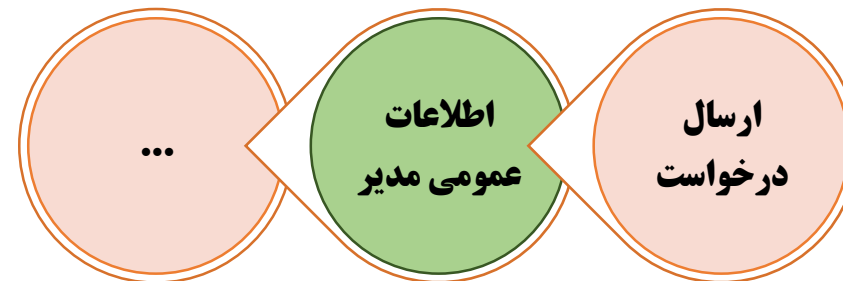 ارسال
درخواست
اطلاعات
عمومی مدیر
...